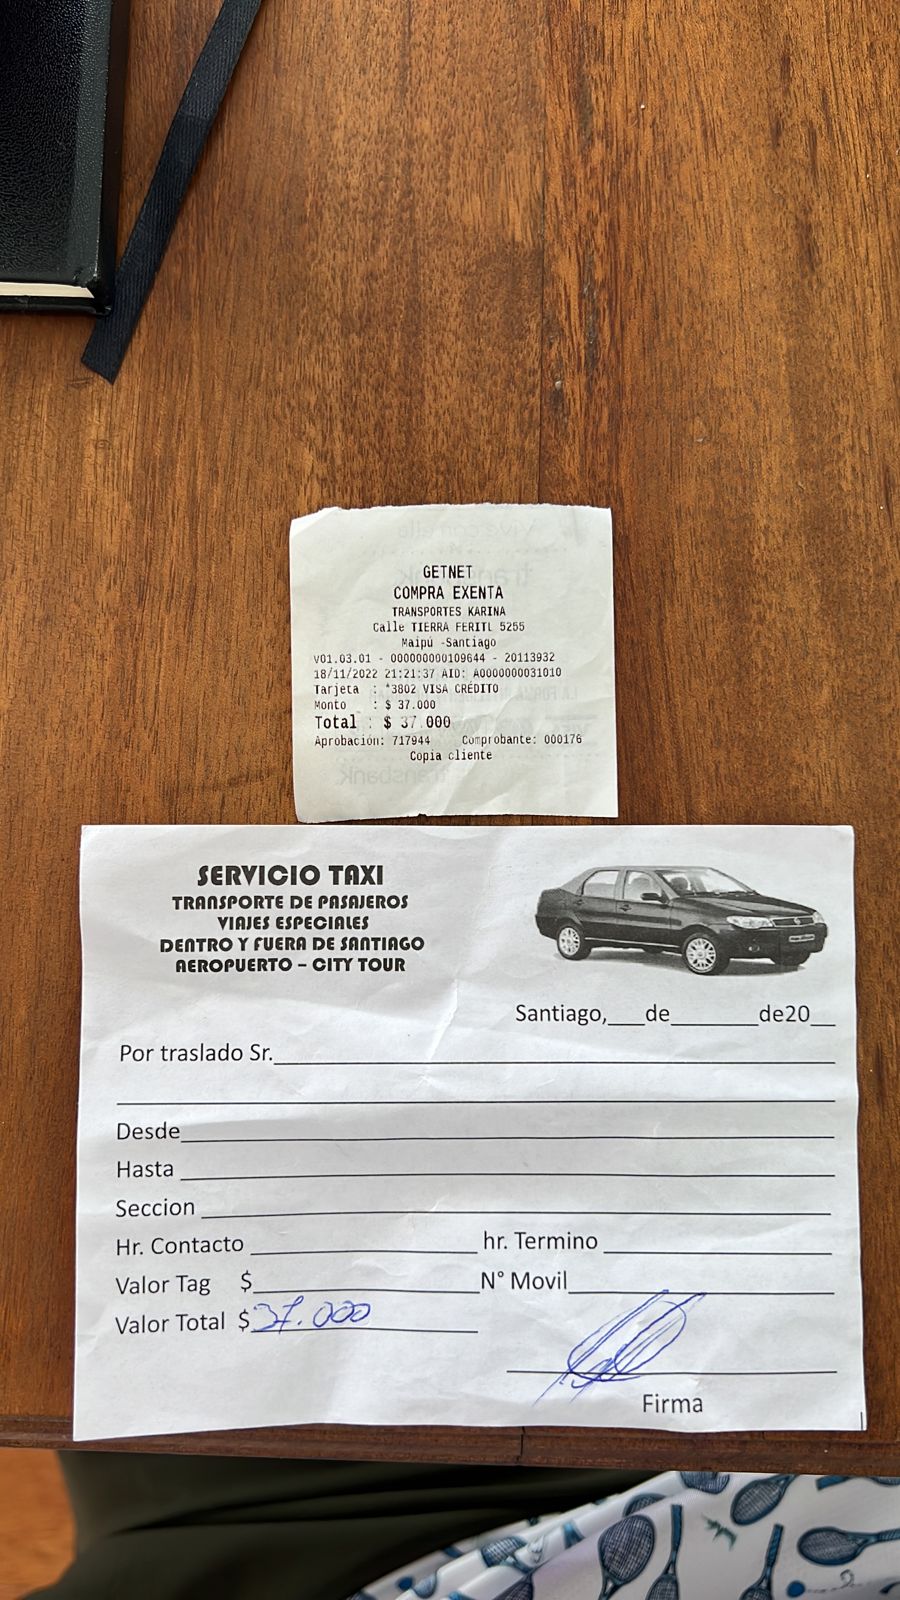 GETNET
COMPRA EXENTA
TRANSPORTES KARINA
Calle TIERRA FERITL 5255
Maipú -Santiago
V01.03.01 - 000000000109644 - 20113932
18/11/2022 21:21:37 AID: A0000000031010
Tarjeta : *3802 VISA CRÉDITO
Monto : $ 37.000
Total : $ 37.000
Aprobación: 717944 Comprobante: 000176
Copia cliente
SERVICIO TAXI
TRANSPORTE DE PASAJEROS
VIAJES ESPECIALES
DENTRO Y FUERA DE SANTIAGO
AEROPUERTO – CITY TOUR
Santiago,___de_______de20__
Por traslado Sr.
Desde
Hasta
Seccion
Hr. Contacto hr. Termino
Valor Tag $ N° Movil
Valor Total $ 37.000
Firma